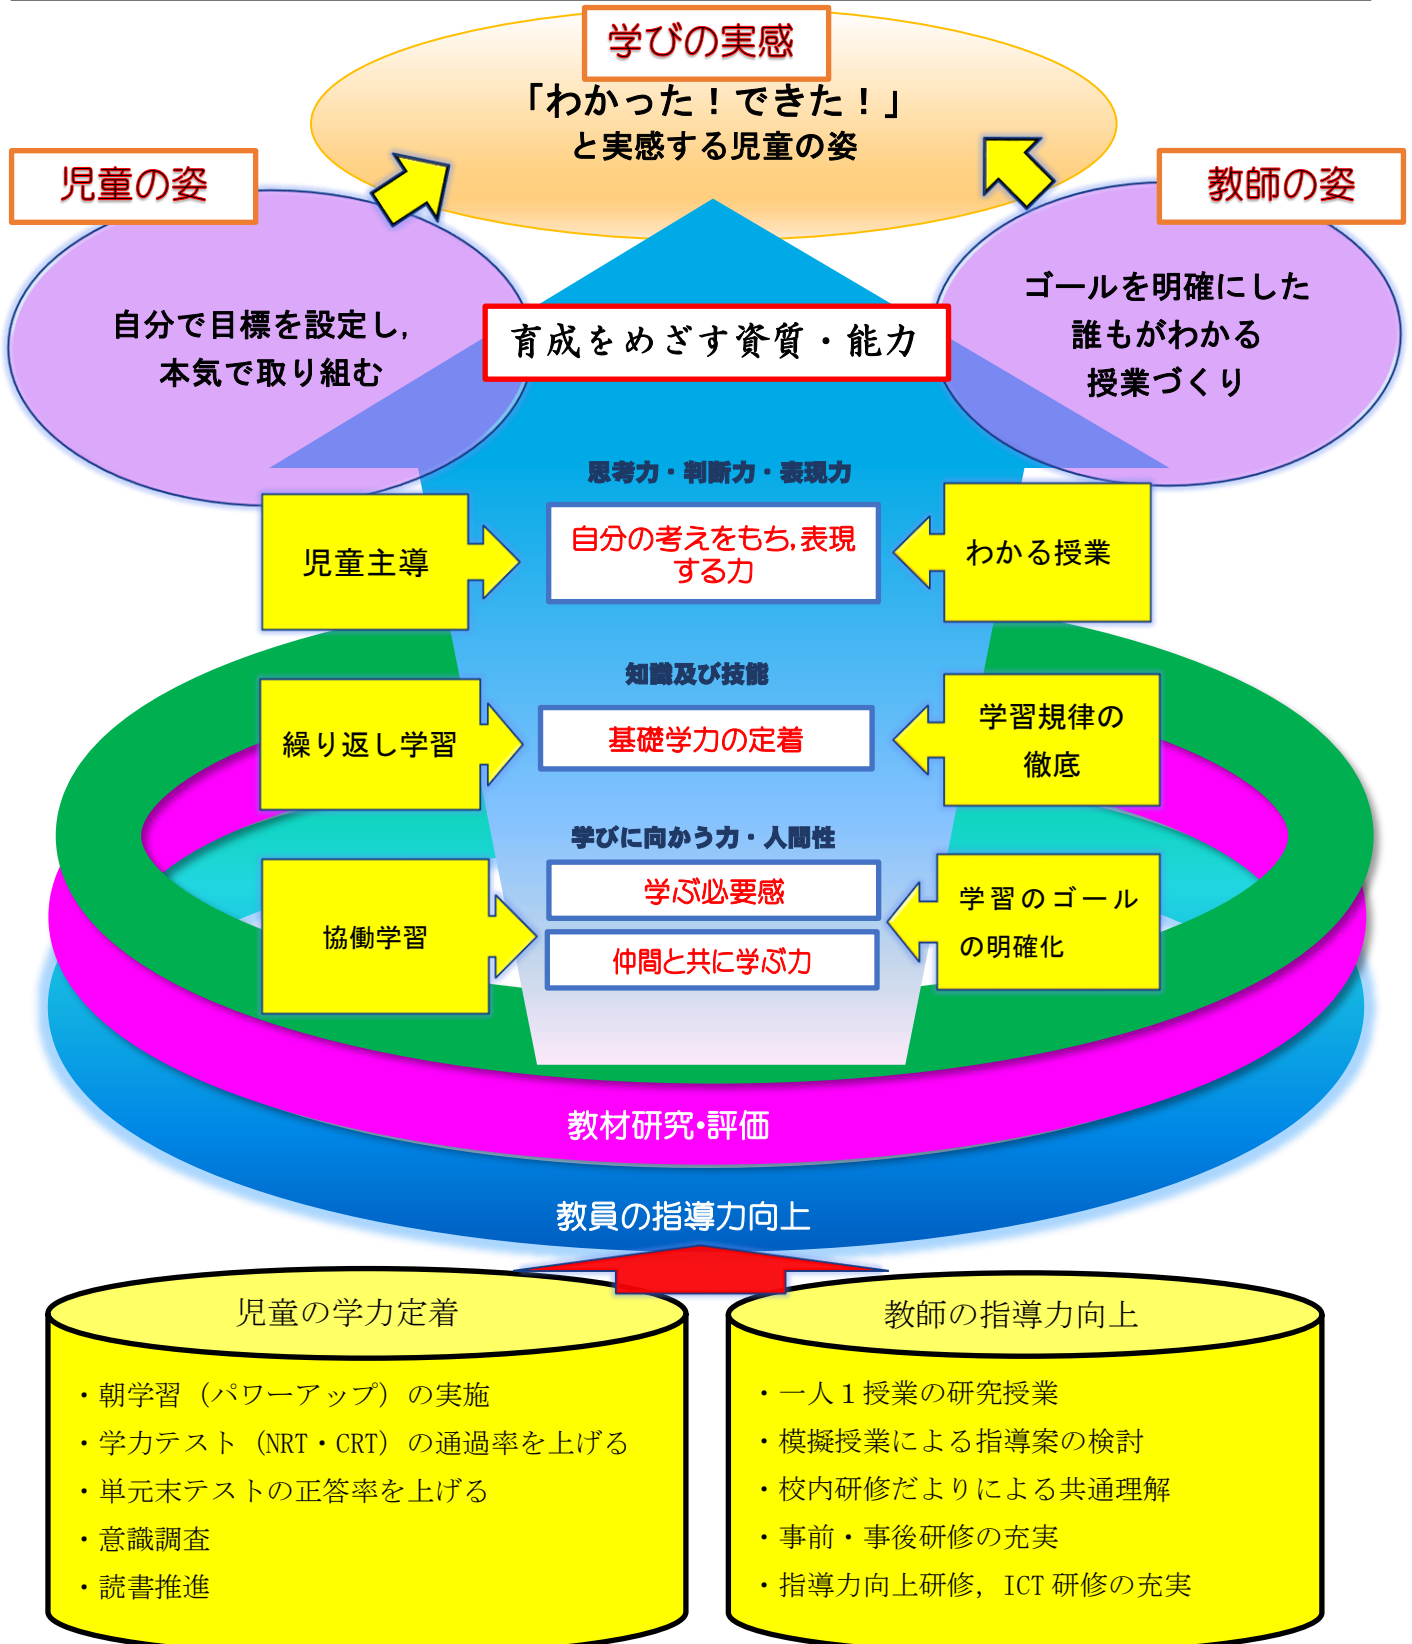 学びの実感
「わかった！できた！」
と実感する児童の姿
児童の姿
自分で目標を設定し,
本気で取り組む
教師の姿
ゴールを明確にした
誰もがわかる
授業づくり
育成をめざす資質・能力
思考力・判断力・表現力
児童主導
自分の考えをもち,表現
する力
わかる授業
知識及び技能
繰り返し学習
基礎学力の定着
学習規律の
徹底
学びに向かう力・人間性
協働学習
学ぶ必要感
仲間と共に学ぶ力
学習のゴール
の明確化
教材研究・評価
教員の指導力向上
児童の学力定着
・朝学習（パワーアップ）の実施
・学力テスト（NRT・CRT）の通過率を上げる
・単元末テストの正答率を上げる
・意識調査
・読書推進
教師の指導力向上
・一人１授業の研究授業
・模擬授業による指導案の検討
・校内研修だよりによる共通理解
・事前・事後研修の充実
・指導力向上研修，ICT 研修の充実